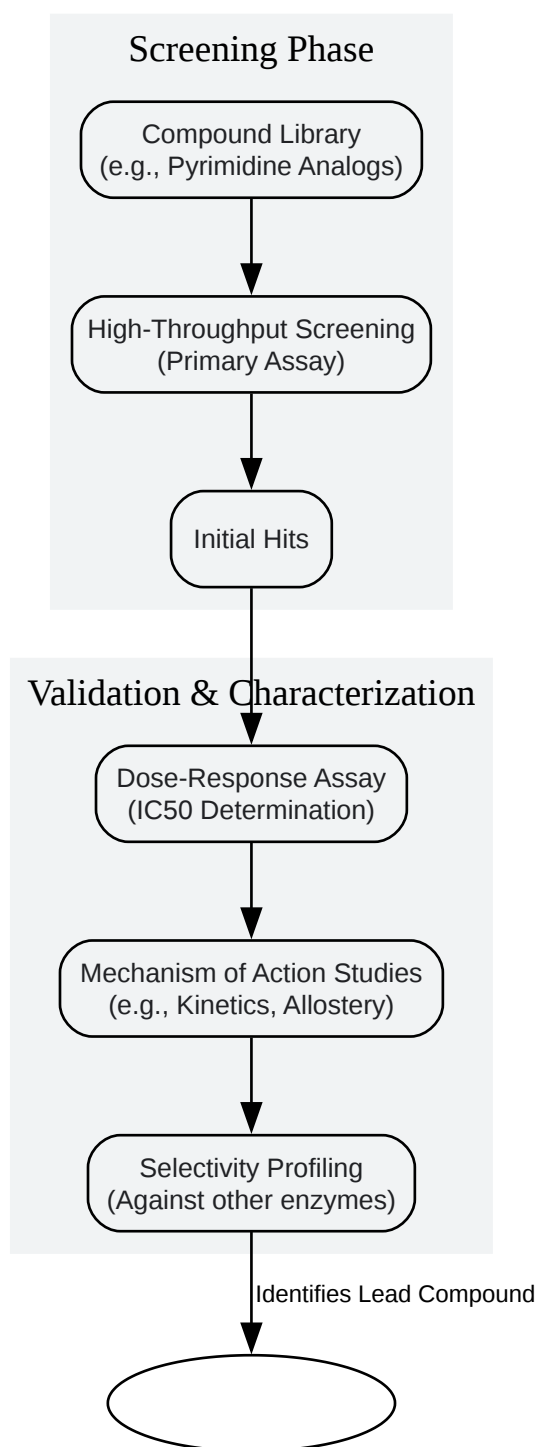 Screening Phase
Compound Library
(e.g., Pyrimidine Analogs)
High-Throughput Screening
(Primary Assay)
Initial Hits
Validation & Characterization
Dose-Response Assay
(IC50 Determination)
Mechanism of Action Studies
(e.g., Kinetics, Allostery)
Selectivity Profiling
(Against other enzymes)
Identifies Lead Compound